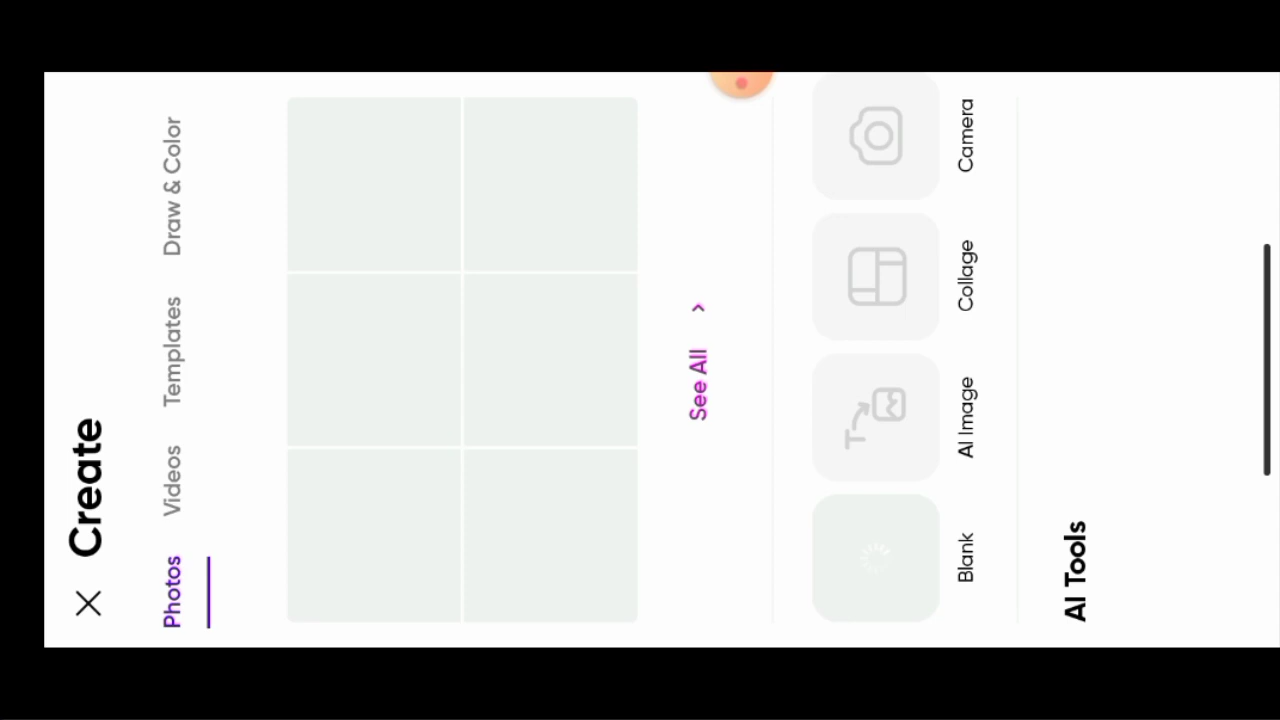 Create
Photos Videos Templates Draw & Color
See All
Blank AI Image Collage Camera
AI Tools